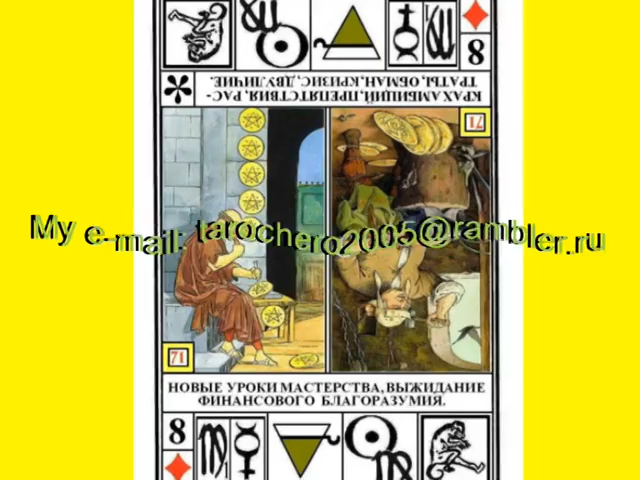 8
КРАХ АМБИЦИЙ, ПРЕПЯТСТВИЯ, РАС-
ТРАТЫ, ОБМАН, КРИЗИС, ДВУЛИЧИЕ.
71
My e-mail: tarochero2005@rambler.ru
71
НОВЫЕ УРОКИ МАСТЕРСТВА, ВЫЖИДАНИЕ
ФИНАНСОВОГО БЛАГОРАЗУМИЯ.
8